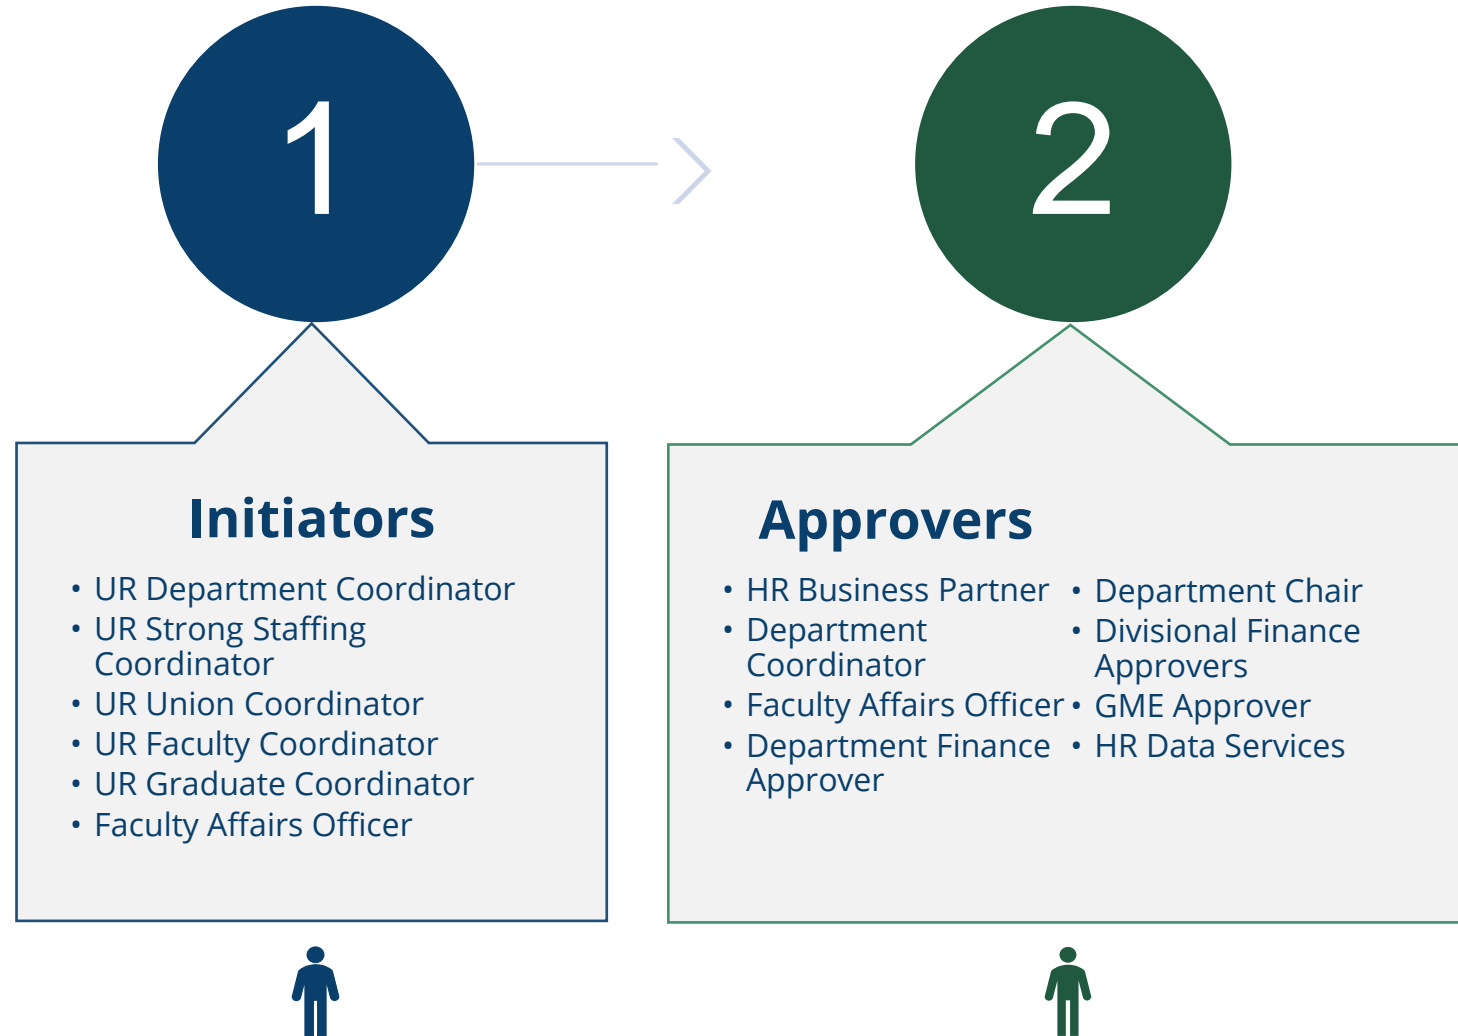 1
2
Initiators
• UR Department Coordinator
• UR Strong Staffing
Coordinator
• UR Union Coordinator
• UR Faculty Coordinator
• UR Graduate Coordinator
• Faculty Affairs Officer
Approvers
• HR Business Partner
• Department
Coordinator
• Faculty Affairs Officer
• Department Finance
Approver
• Department Chair
• Divisional Finance
Approvers
• GME Approver
• HR Data Services